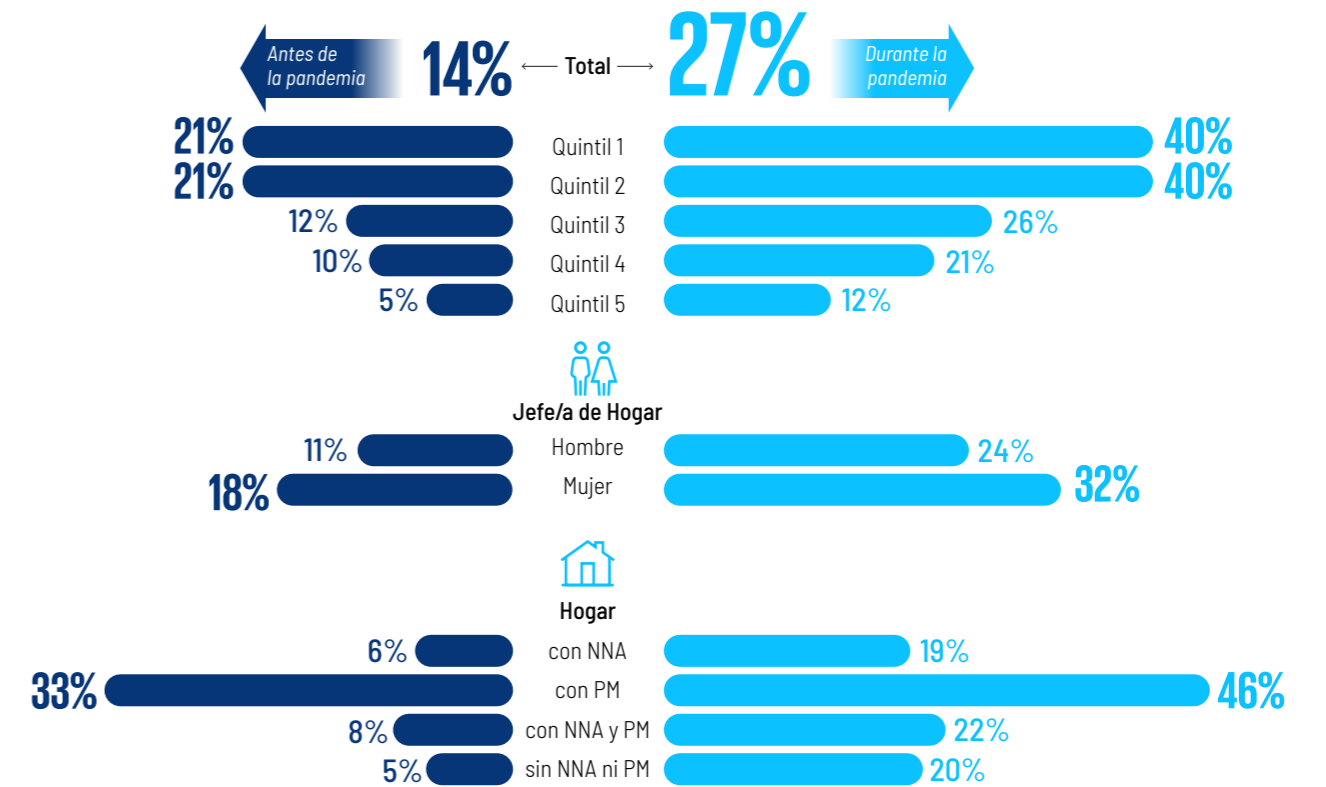 Antes de
la pandemia
14%
Total
27%
Durante la
pandemia
21% Quintil 1 40%
21% Quintil 2 40%
12% Quintil 3 26%
10% Quintil 4 21%
5% Quintil 5 12%
Jefe/a de Hogar
11% Hombre 24%
18% Mujer 32%
Hogar
6% con NNA 19%
33% con PM 46%
8% con NNA y PM 22%
5% sin NNA ni PM 20%